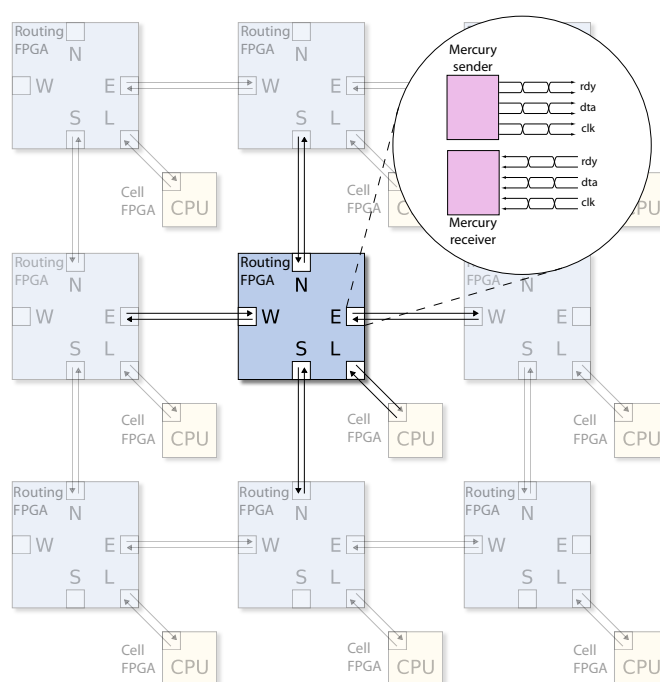 Routing
FPGA
N
W
E
S
L
Cell
FPGA
CPU
Routing
FPGA
N
W
E
S
L
Cell
FPGA
C
Mercury
sender
rdy
dta
clk
rdy
dta
clk
Mercury
receiver
PU
Routing
FPGA
N
W
E
S
L
Cell
FPGA
CPU
Routing
FPGA
N
W
E
S
L
Cell
FPGA
CPU
FPGA
N
W
E
S
L
Cell
FPGA
CPU
Routing
FPGA
N
W
E
S
L
Cell
FPGA
CPU
Routing
FPGA
N
W
E
S
L
Cell
FPGA
CPU
Routing
FPGA
N
W
E
S
L
Cell
FPGA
CPU